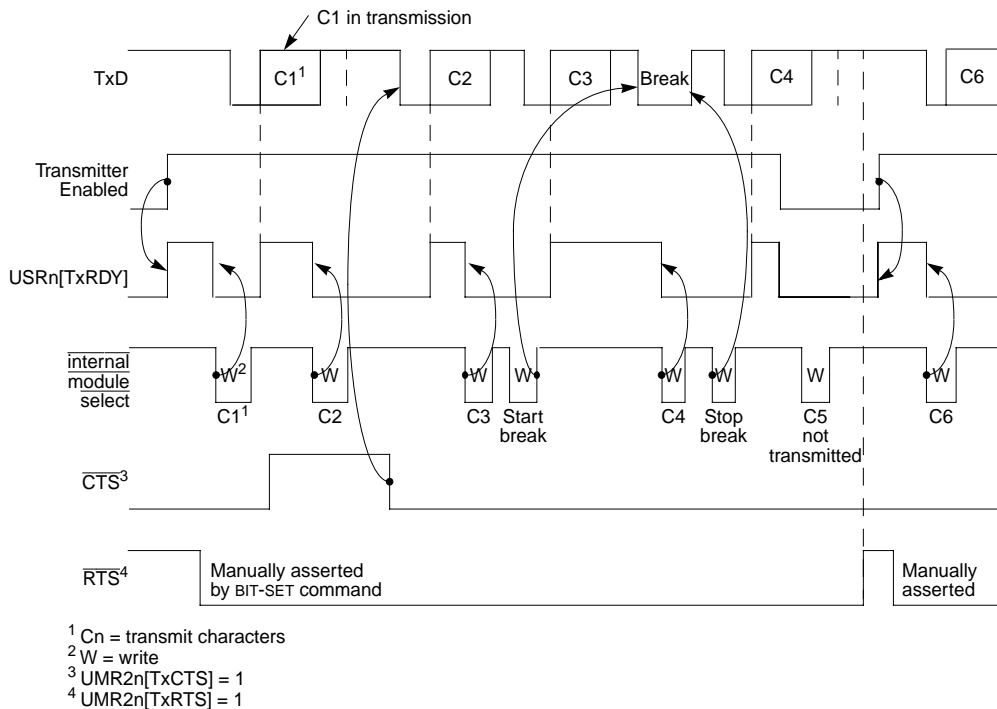 C1 in transmission
TxD
C1¹
C2
C3
Break
C4
C6
Transmitter
Enabled
USRn[TxRDY]
internal
module
select
W²
W
W
W
W
W
W
W
C1¹
C2
C3
Start
break
C4
Stop
break
C5
not
transmitted
C6
CTS³
RTS⁴
Manually asserted
by BIT-SET command
Manually
asserted
¹ Cn = transmit characters
² W = write
³ UMR2n[TxCTS] = 1
⁴ UMR2n[TxRTS] = 1